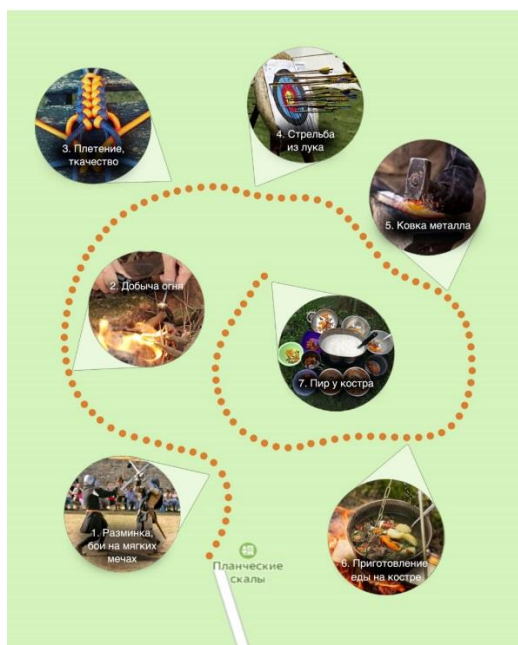 3. Плетение,
ткачество
4. Стрельба
из лука
5. Ковка металла
2. Добыча огня
7. Пир у костра
1. Разминка,
бои на мягких
мечах
Планческие
скалы
6. Приготовление
еды на костре